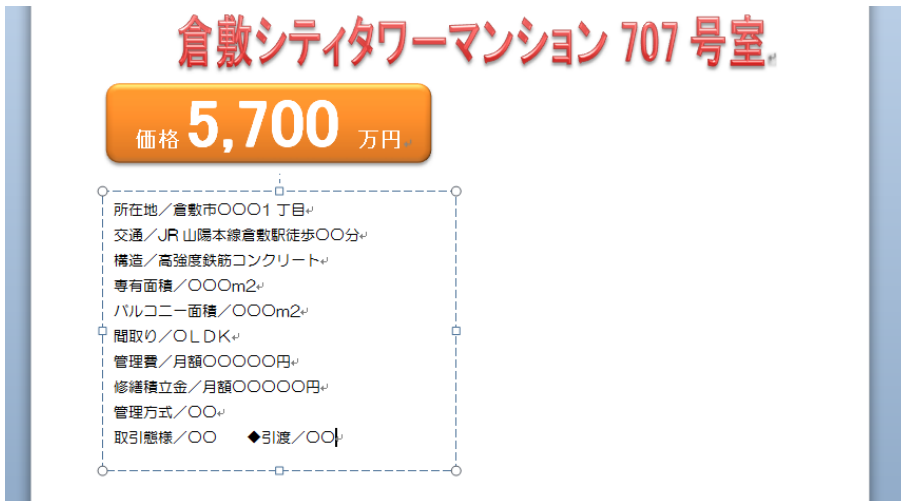 倉敷シティタワーマンション 707 号室
価格 5,700 万円
所在地／倉敷市〇〇〇1 丁目
交通／JR 山陽本線倉敷駅徒歩〇〇分
構造／高強度鉄筋コンクリート
専有面積／〇〇〇m2
バルコニー面積／〇〇〇m2
間取り／〇ＬＤＫ
管理費／月額〇〇〇〇〇円
修繕積立金／月額〇〇〇〇〇円
管理方式／〇〇
取引態様／〇〇　　◆引渡／〇〇